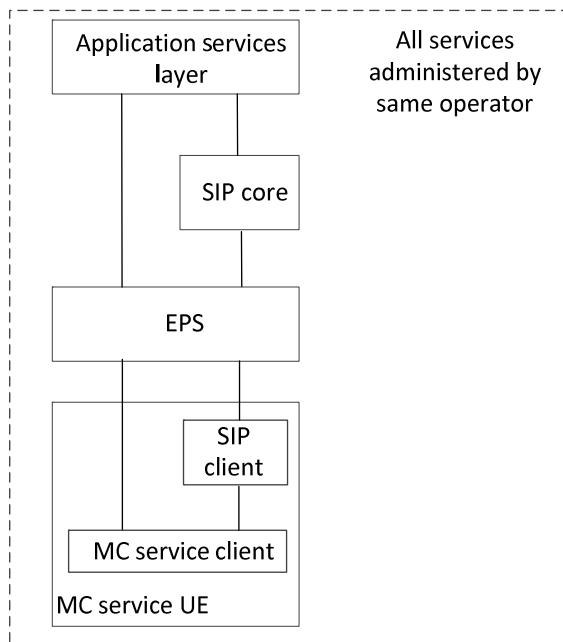 Application services
layer
All services
administered by
same operator
SIP core
EPS
SIP
client
MC service client
MC service UE